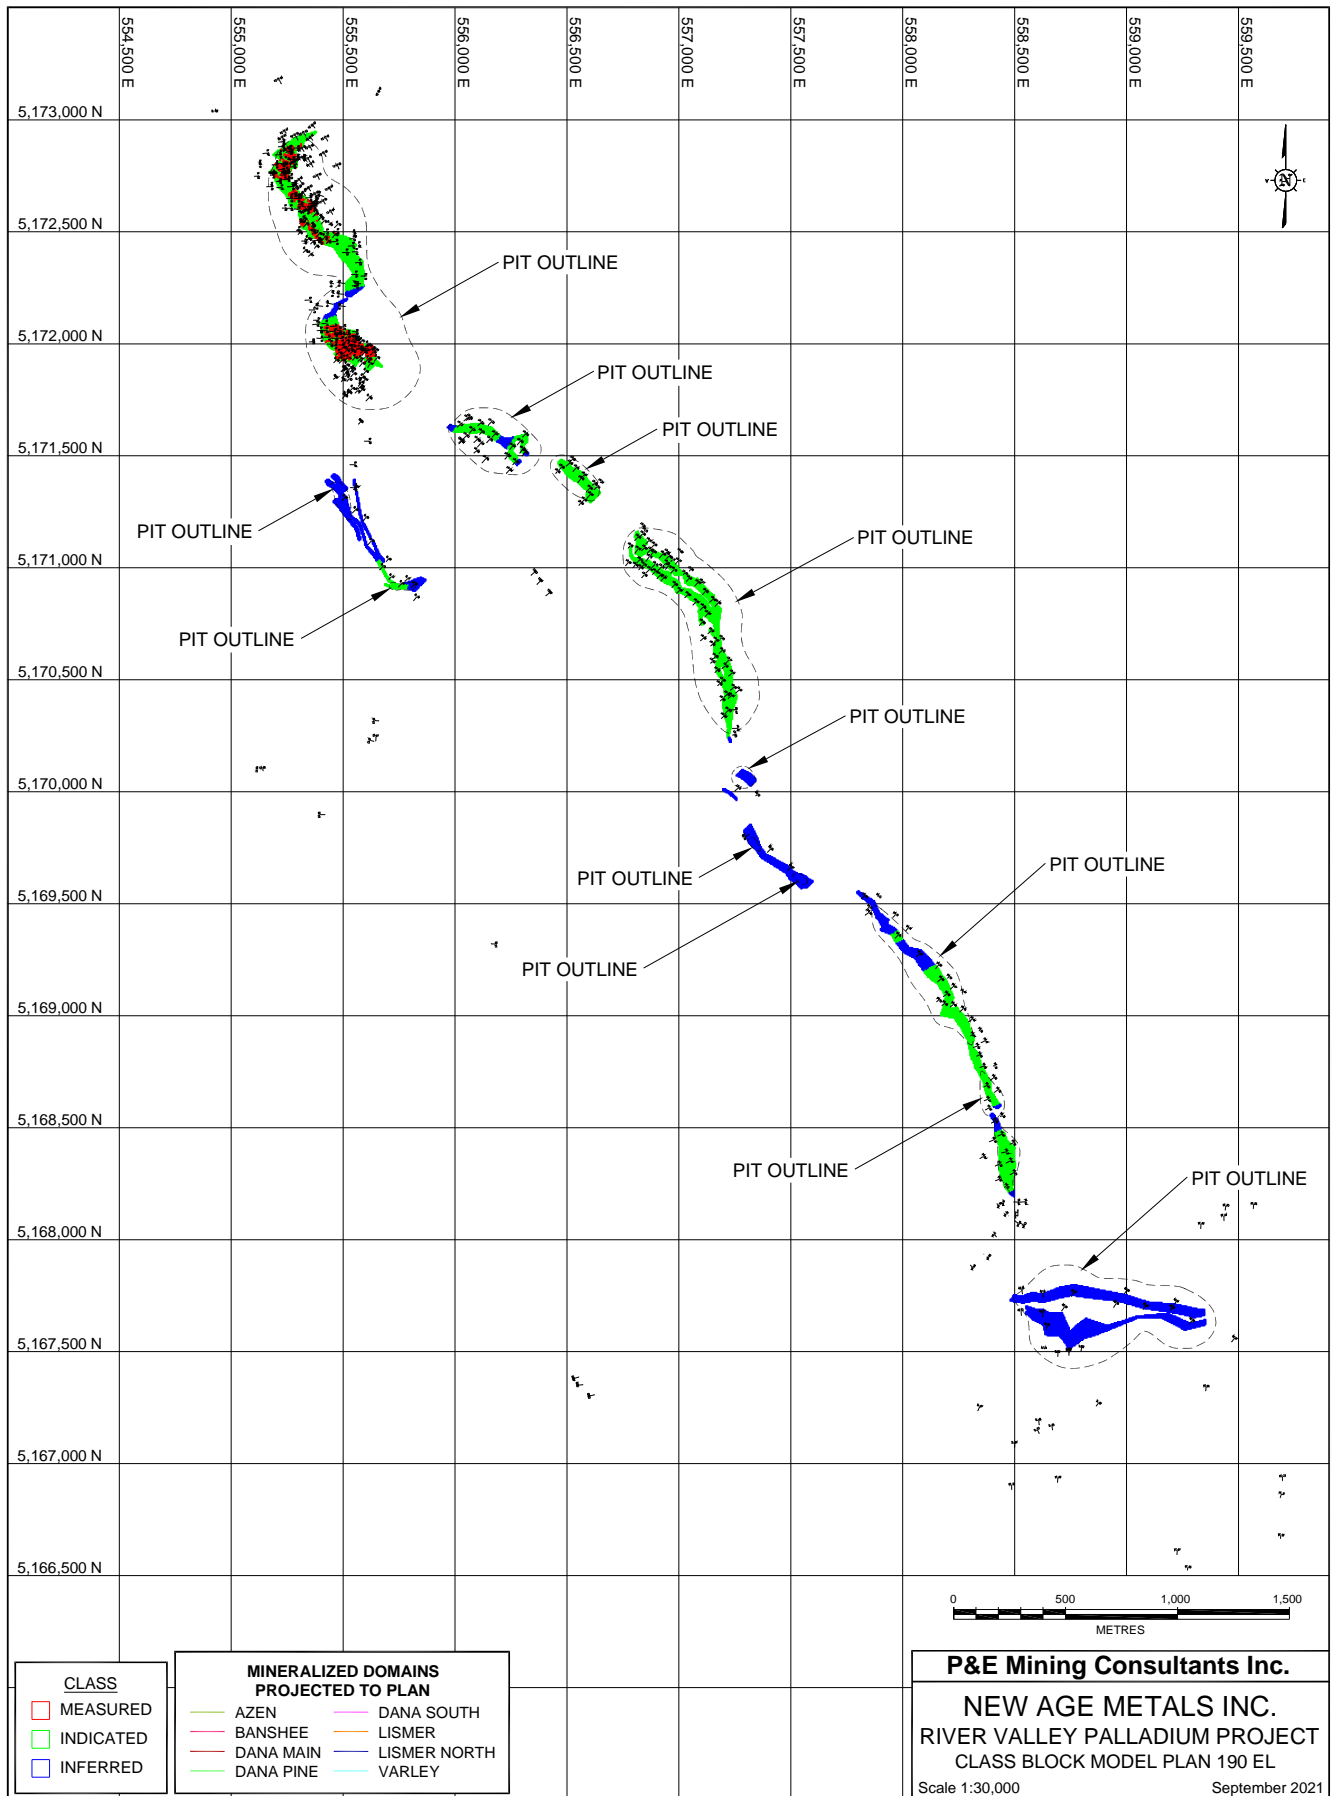 554,500 E
555,000 E
555,500 E
556,000 E
556,500 E
557,000 E
557,500 E
558,000 E
558,500 E
559,000 E
559,500 E
5,173,000 N
N
5,172,500 N
PIT OUTLINE
5,172,000 N
PIT OUTLINE
PIT OUTLINE
5,171,500 N
PIT OUTLINE
PIT OUTLINE
5,171,000 N
PIT OUTLINE
5,170,500 N
PIT OUTLINE
5,170,000 N
PIT OUTLINE
PIT OUTLINE
5,169,500 N
PIT OUTLINE
5,169,000 N
5,168,500 N
PIT OUTLINE
PIT OUTLINE
5,168,000 N
5,167,500 N
5,167,000 N
5,166,500 N
0 500 1,000 1,500
METRES
CLASS
MEASURED
INDICATED
INFERRED
MINERALIZED DOMAINS
PROJECTED TO PLAN
AZEN
BANSHEE
DANA MAIN
DANA PINE
DANA SOUTH
LISMER
LISMER NORTH
VARLEY
P&E Mining Consultants Inc.
NEW AGE METALS INC.
RIVER VALLEY PALLADIUM PROJECT
CLASS BLOCK MODEL PLAN 190 EL
Scale 1:30,000 September 2021